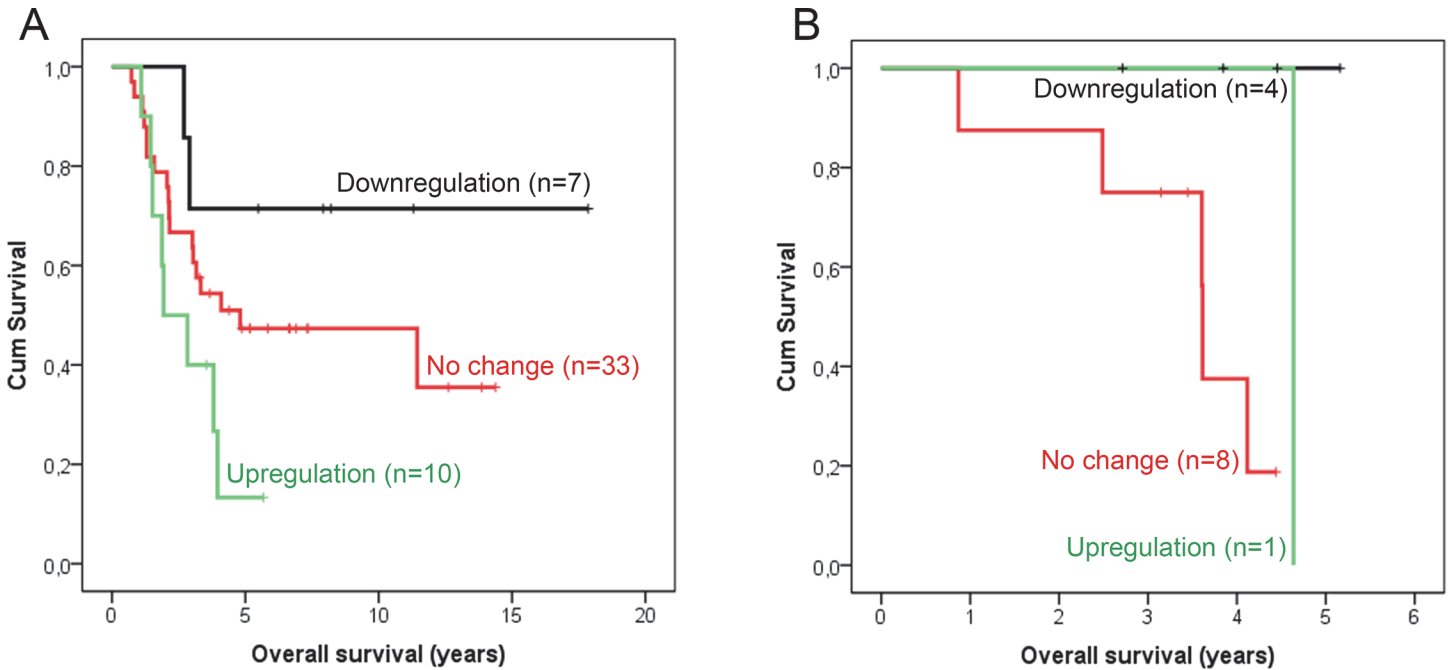 A
Cum Survival
1,0
0,8
0,6
0,4
0,2
0,0
Downregulation (n=7)
No change (n=33)
Upregulation (n=10)
0 5 10 15 20
Overall survival (years)
B
Cum Survival
1,0
0,8
0,6
0,4
0,2
0,0
Downregulation (n=4)
No change (n=8)
Upregulation (n=1)
0 1 2 3 4 5 6
Overall survival (years)